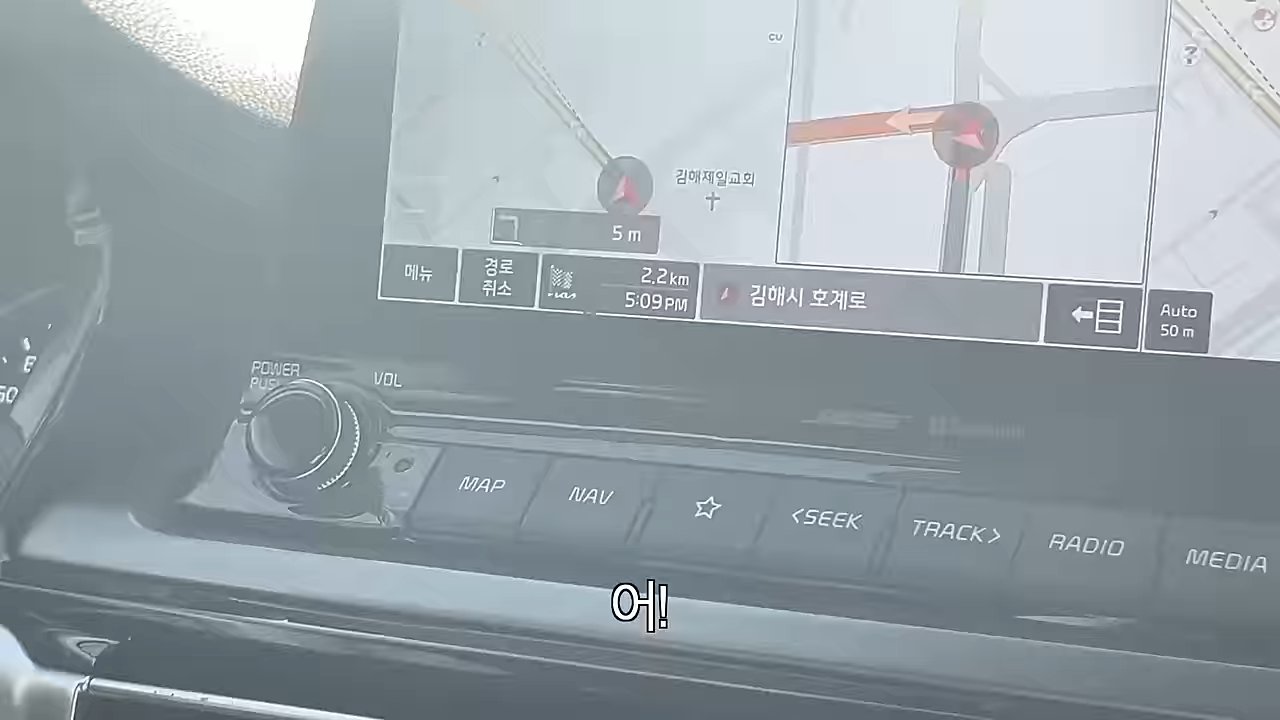 CU
김해제일교회
5 m
메뉴
경로
취소
2.2 km
5:09 PM
김해시 호계로
Auto
50 m
POWER
PUSH
VOL
MAP
NAV
<SEEK
TRACK>
RADIO
MEDIA
어!